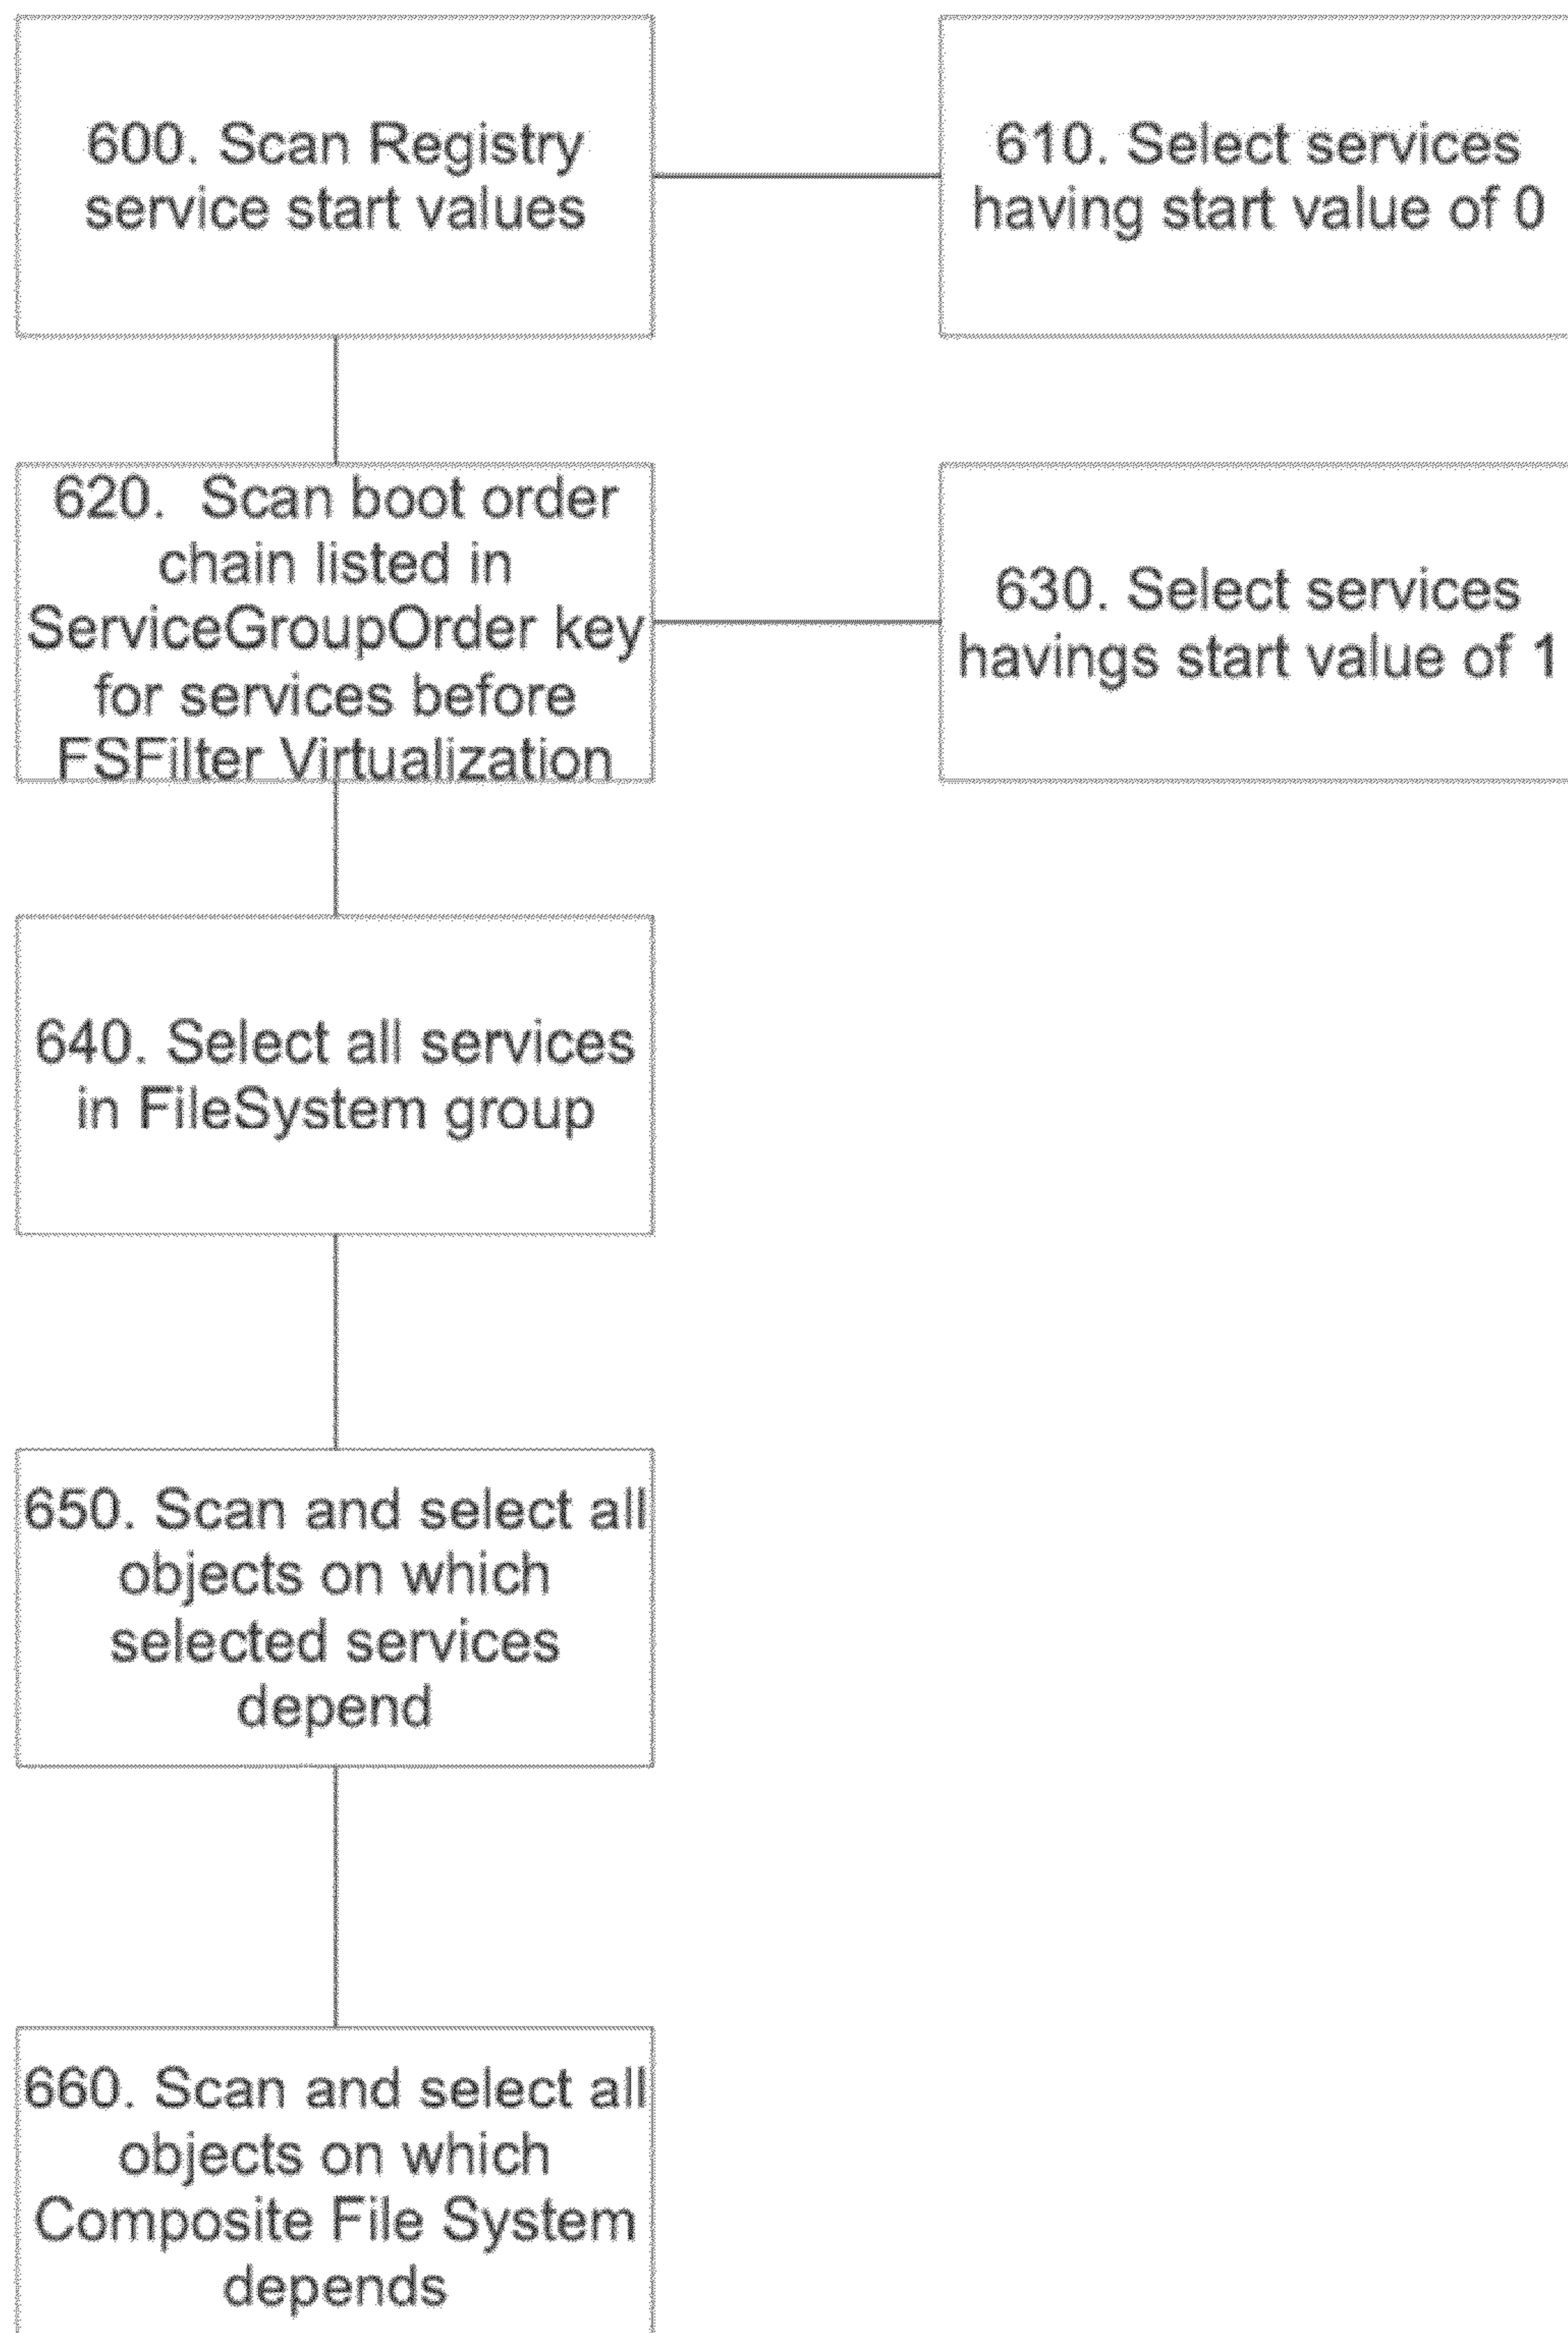 600. Scan Registry
service start values
610. Select services
having start value of 0
620.  Scan boot order
chain listed in
ServiceGroupOrder key
for services before
FSFilter Virtualization
630. Select services
havings start value of 1
640. Select all services
in FileSystem group
650. Scan and select all
objects on which
selected services
depend
660. Scan and select all
objects on which
Composite File System
depends